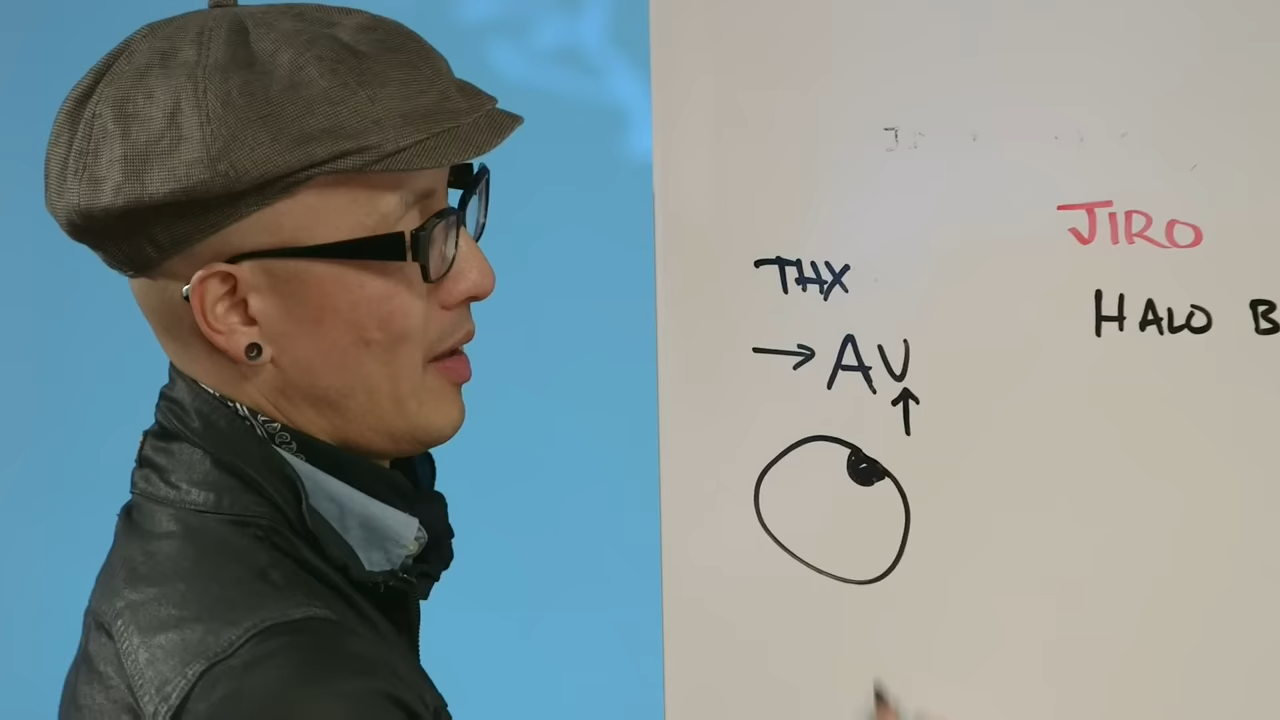 JIRO
THX
HALO B
→ AV
↑